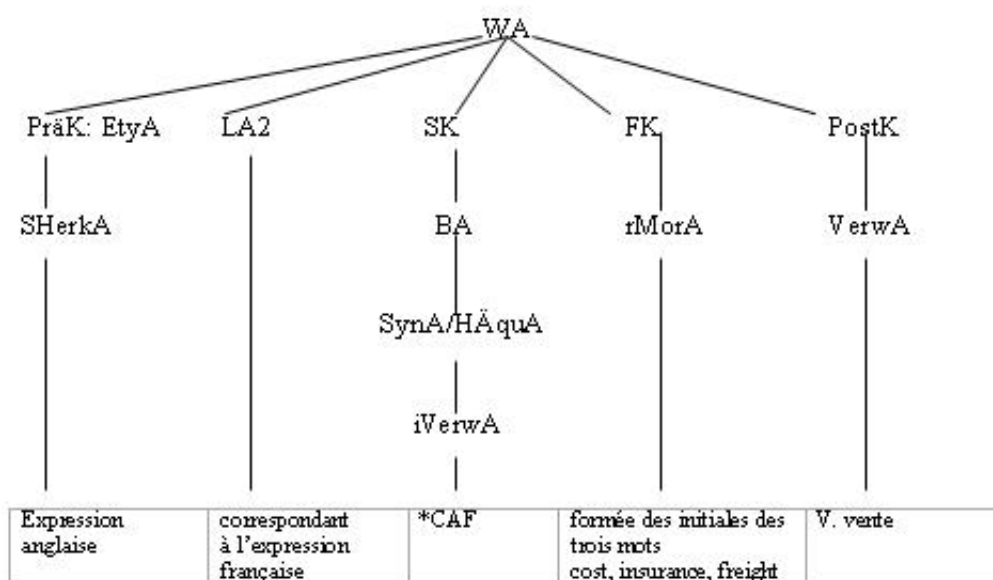 WA
PräK: EtyA LA2 SK FK PostK
SHerkA BA rMorA VerwA
SynA/HÄquA
iVerwA
Expression
anglaise
correspondant
à l'expression
française
*CAF
formée des initiales des
trois mots
cost, insurance, freight
V. vente